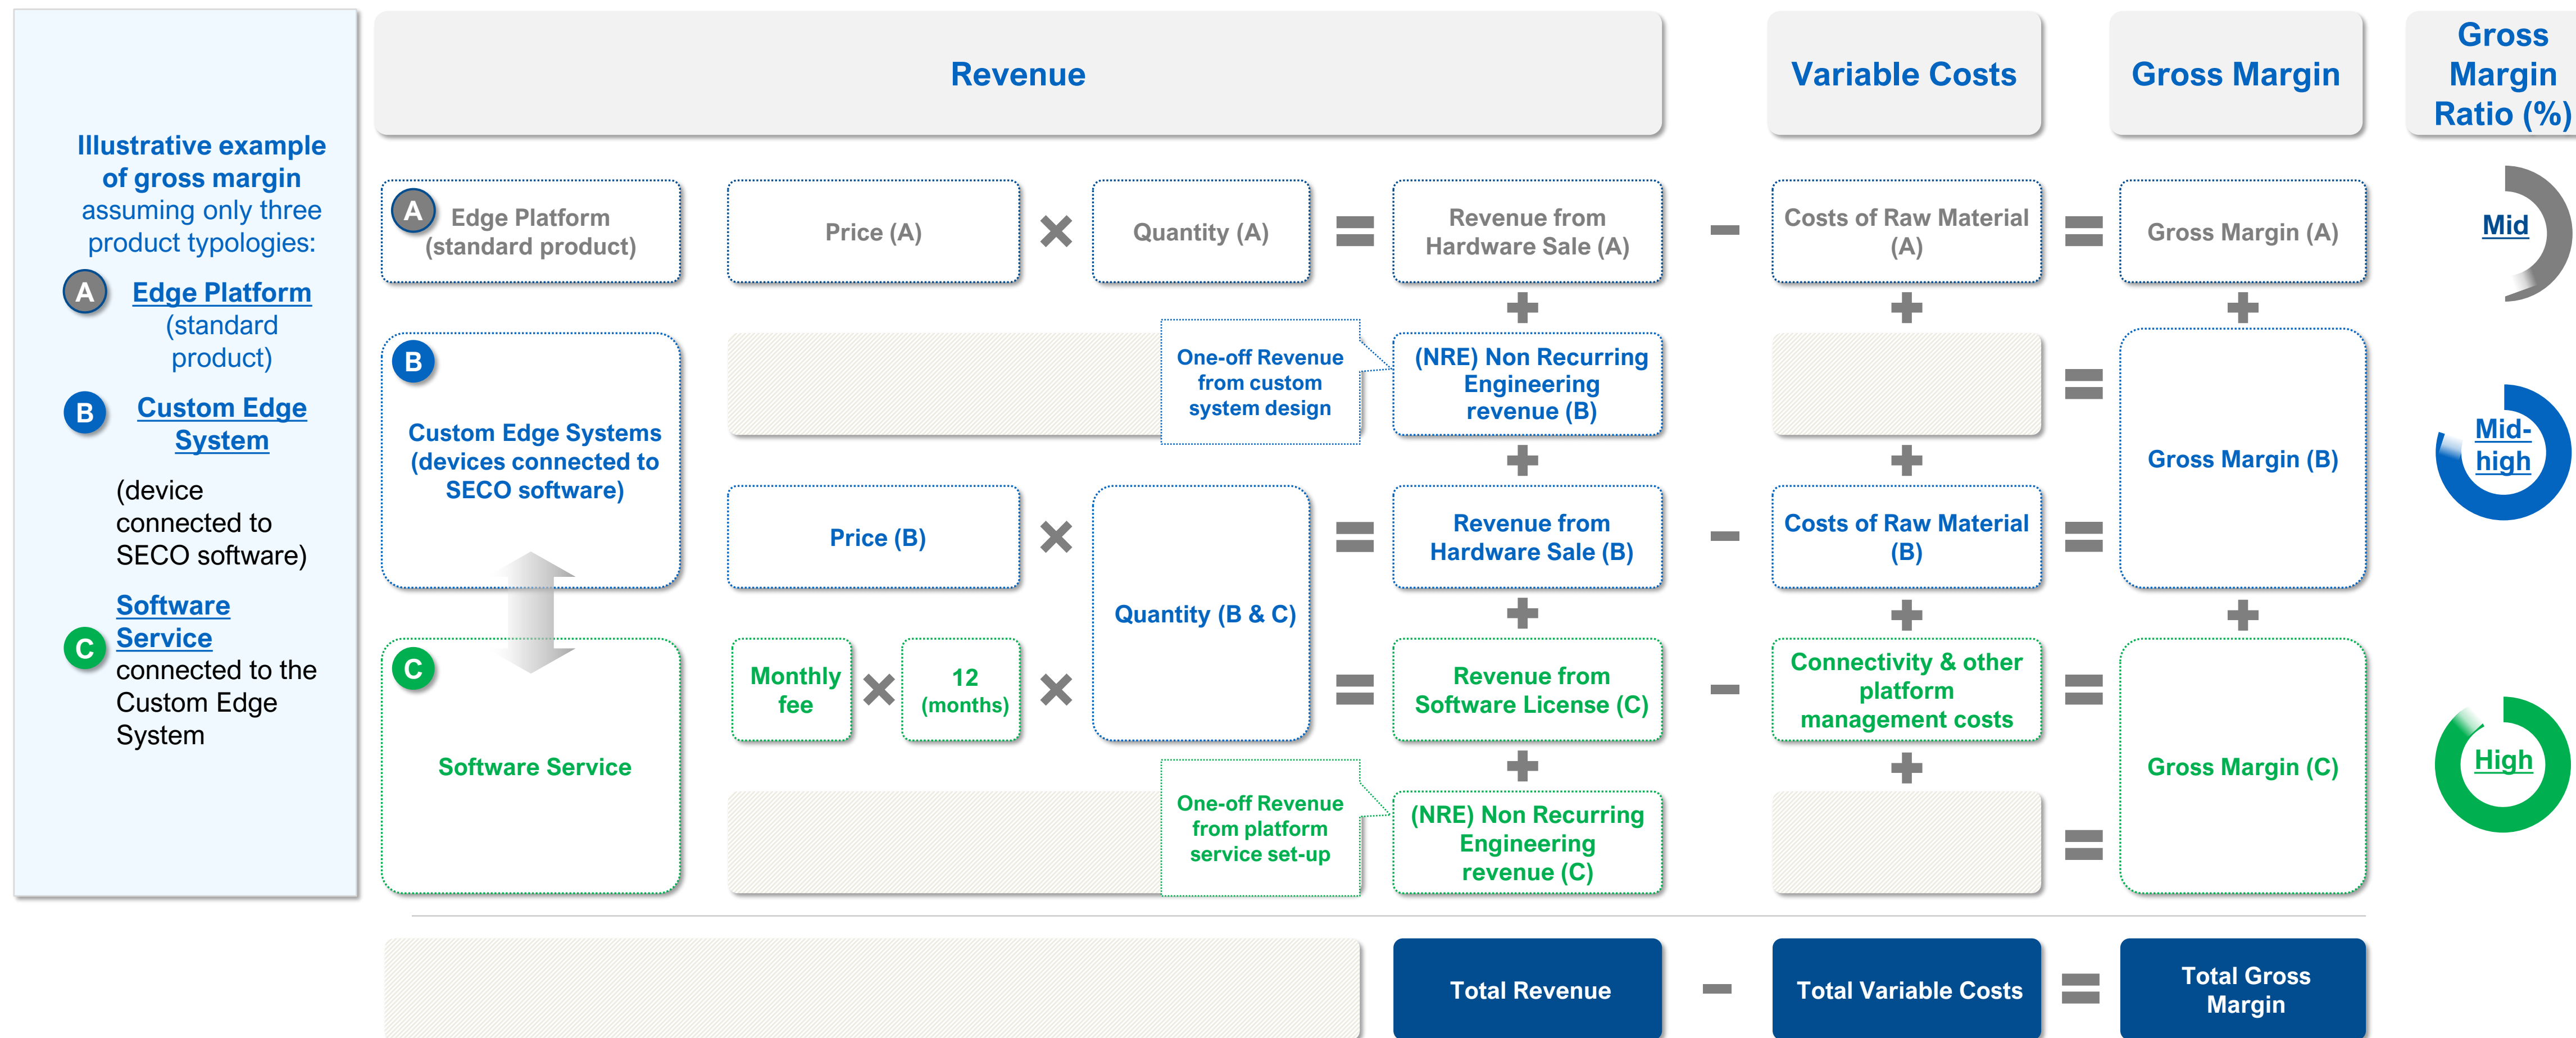 Illustrative example
of gross margin
assuming only three
product typologies:
A
Edge Platform
(standard
product)
B
Custom Edge
System
(device
connected to
SECO software)
C
Software
Service
connected to the
Custom Edge
System
Revenue
Variable Costs
Gross Margin
Gross
Margin
Ratio (%)
A
Edge Platform
(standard product)
Price (A)
×
Quantity (A)
=
Revenue from
Hardware Sale (A)
-
Costs of Raw Material
(A)
=
Gross Margin (A)
Mid
+
+
+
B
Custom Edge Systems
(devices connected to
SECO software)
One-off Revenue
from custom
system design
(NRE) Non Recurring
Engineering
revenue (B)
=
Gross Margin (B)
Mid-
high
+
+
Price (B)
×
Quantity (B & C)
=
Revenue from
Hardware Sale (B)
-
Costs of Raw Material
(B)
=
+
+
+
C
Software Service
Monthly
fee
×
12
(months)
×
=
Revenue from
Software License (C)
-
Connectivity & other
platform
management costs
=
Gross Margin (C)
High
+
+
One-off Revenue
from platform
service set-up
(NRE) Non Recurring
Engineering
revenue (C)
=
Total Revenue
-
Total Variable Costs
=
Total Gross
Margin